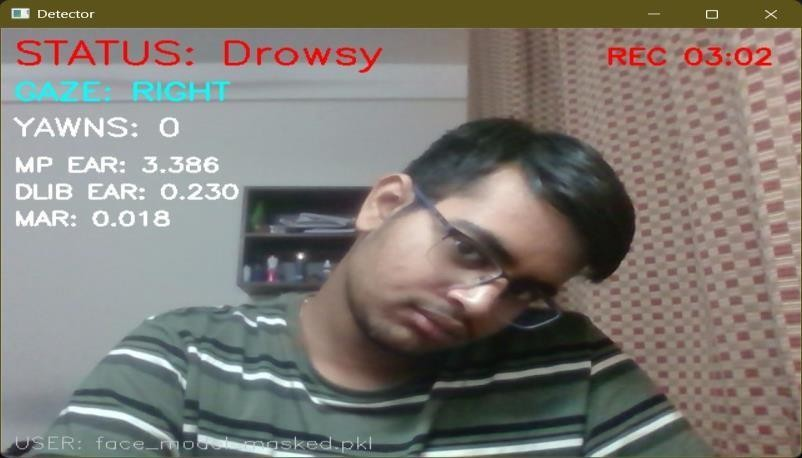 Detector
STATUS: Drowsy
REC 03:02
GAZE: RIGHT
YAWNS: 0
MP EAR: 3.386
DLIB EAR: 0.230
MAR: 0.018
USER: face_model_masked.pkl